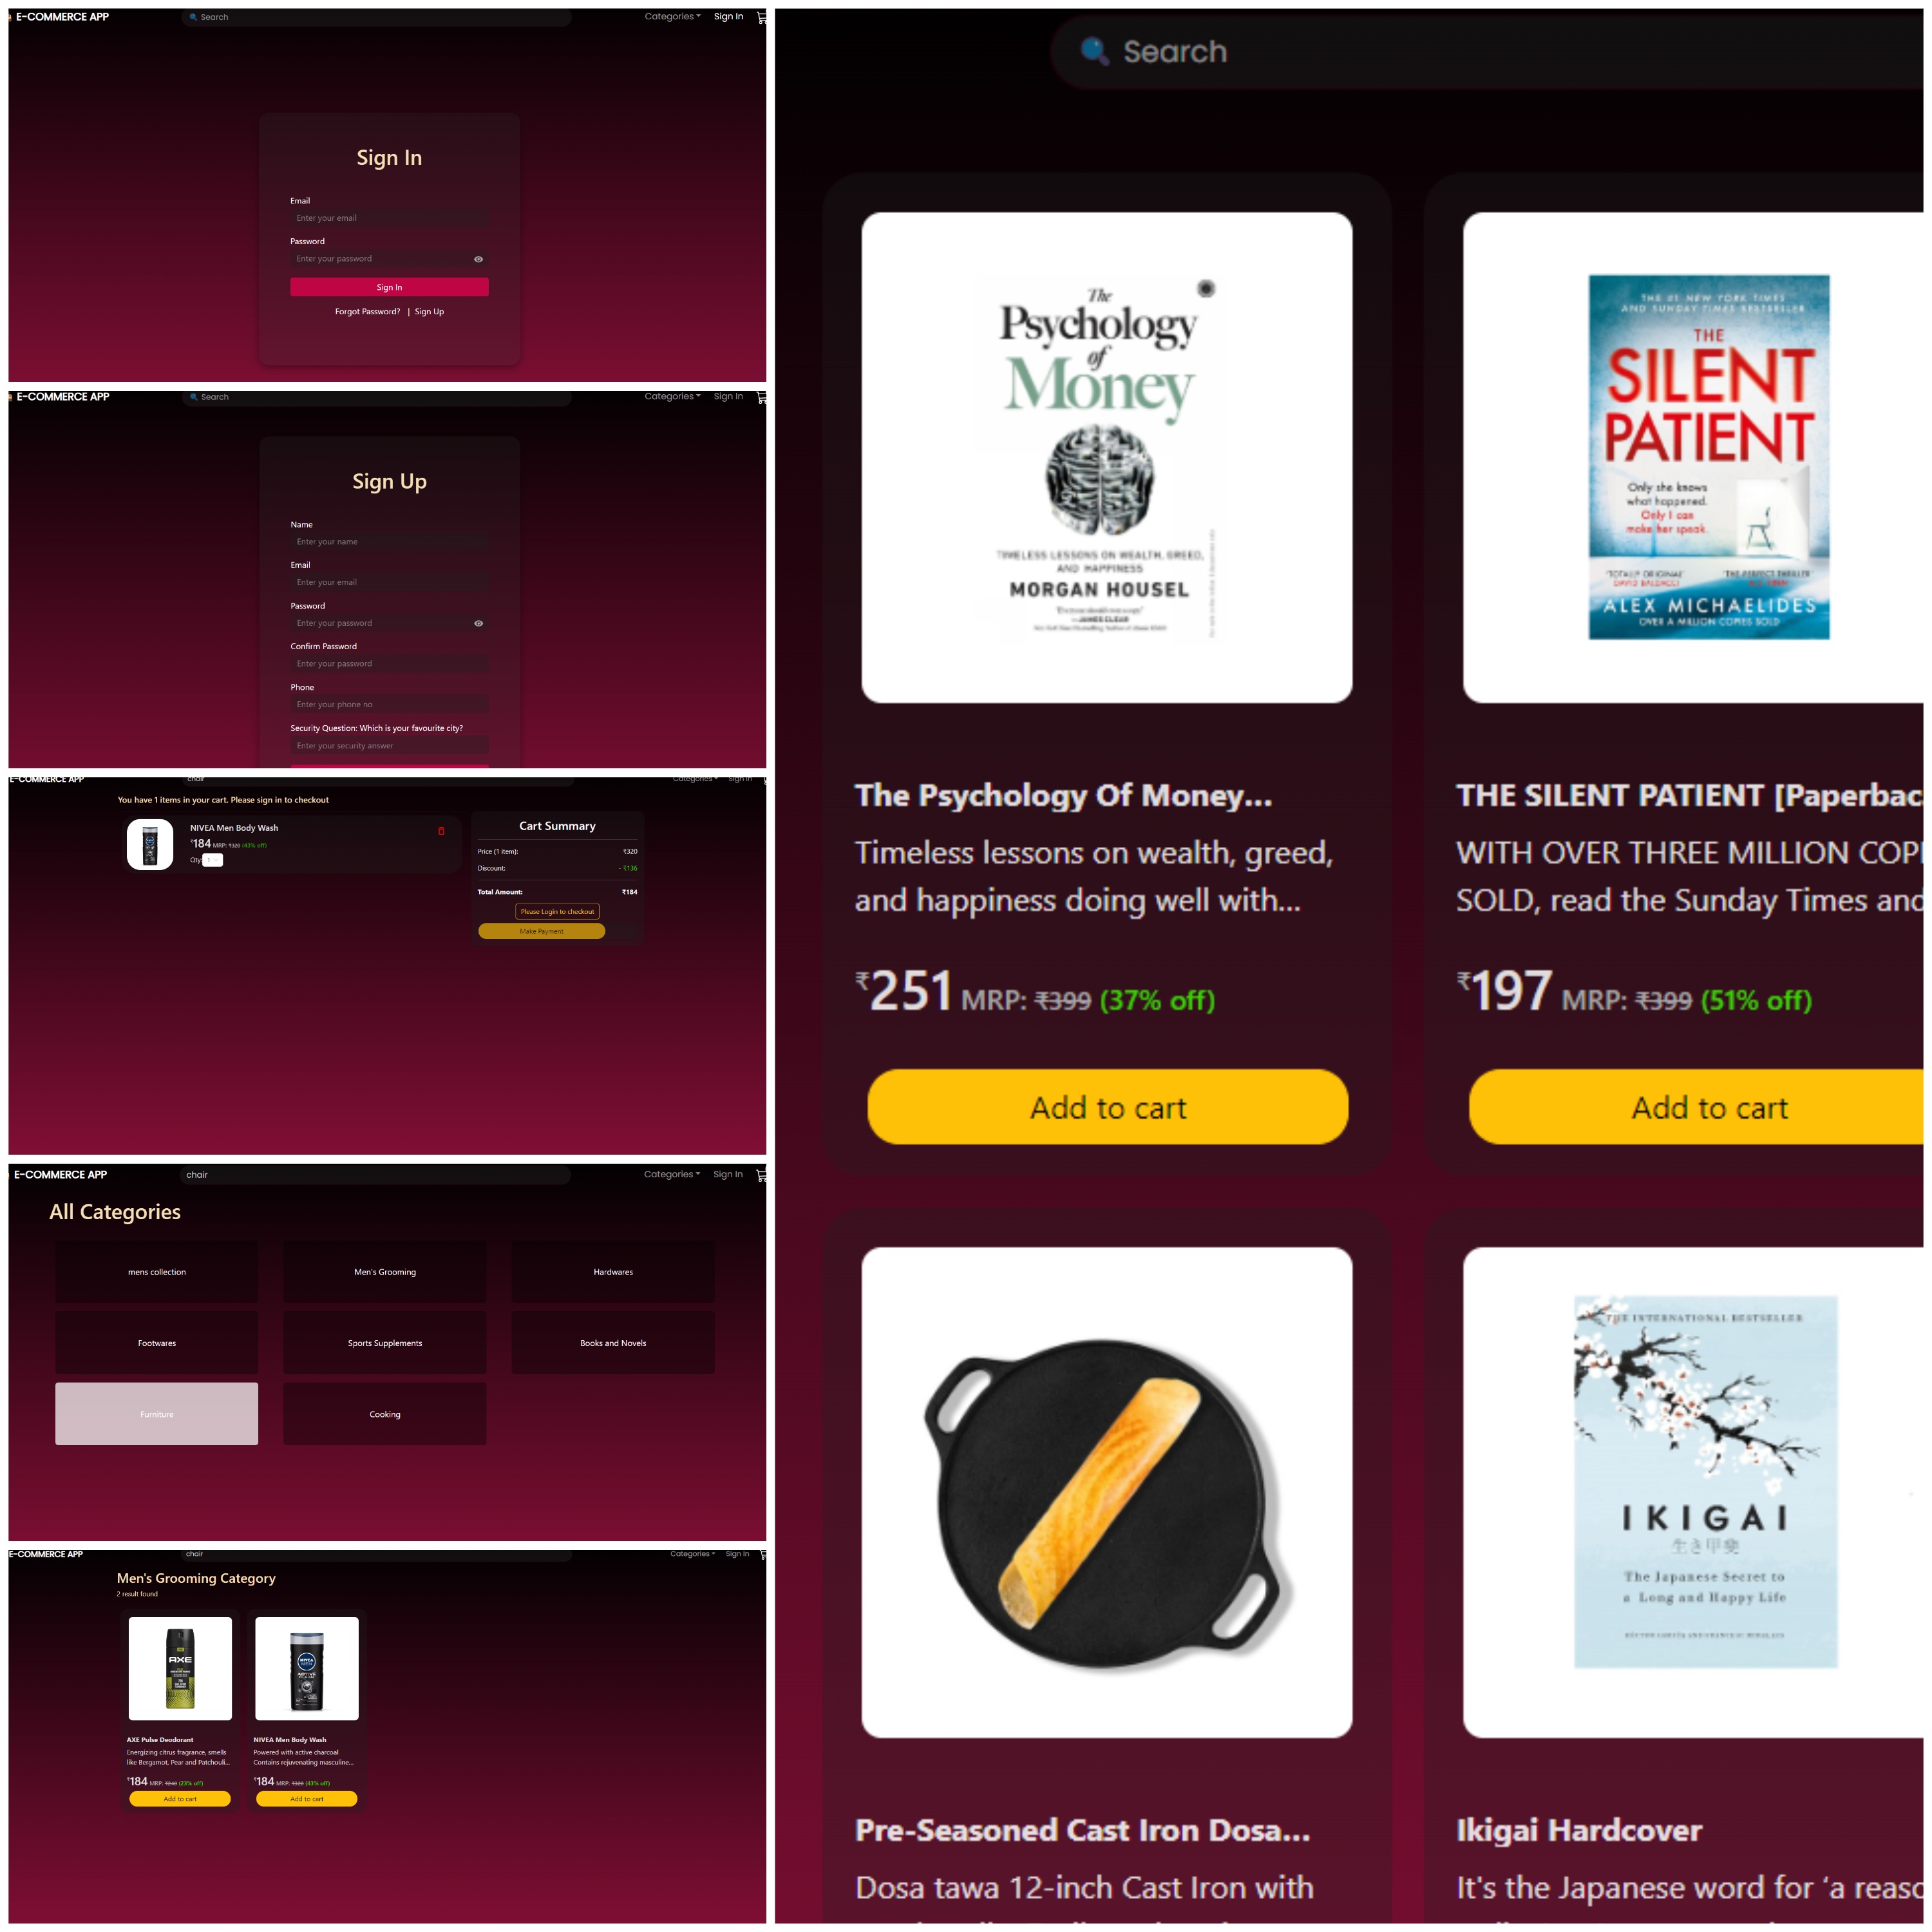 E-COMMERCE APP
Search
Categories
Sign In
Sign In
Email
Enter your email
Password
Enter your password
Sign In
Forgot Password? | Sign Up
E-COMMERCE APP
Search
Categories
Sign In
Sign Up
Name
Enter your name
Email
Enter your email
Password
Enter your password
Confirm Password
Enter your password
Phone
Enter your phone no
Security Question: Which is your favourite city?
Enter your security answer
E-COMMERCE APP
chair
Categories
Sign In
You have 1 items in your cart. Please sign in to checkout
NIVEA Men Body Wash
₹184 MRP: ₹320 (43% off)
Qty: 1
Cart Summary
Price (1 item): ₹320
Discount: - ₹136
Total Amount: ₹184
Please Login to checkout
Make Payment
E-COMMERCE APP
chair
Categories
Sign In
All Categories
mens collection
Men's Grooming
Hardwares
Footwares
Sports Supplements
Books and Novels
Furniture
Cooking
E-COMMERCE APP
chair
Categories
Sign In
Men's Grooming Category
2 result found
AXE
NIVEA
MEN
ACTIVE
AXE Pulse Deodorant
Energizing citrus fragrance, smells
like Bergamot, Pear and Patchouli...
₹184 MRP: ₹240 (23% off)
Add to cart
NIVEA Men Body Wash
Powered with active charcoal
Contains rejuvenating masculine...
₹184 MRP: ₹320 (43% off)
Add to cart
Search
The
Psychology
of
Money
TIMELESS LESSONS ON WEALTH, GREED,
AND HAPPINESS
MORGAN HOUSEL
JAMES CLEAR
The Psychology Of Money...
Timeless lessons on wealth, greed,
and happiness doing well with...
₹251 MRP: ₹399 (37% off)
Add to cart
THE #1 NEW YORK TIMES
AND SUNDAY TIMES BESTSELLER
THE
SILENT
PATIENT
Only she knows
what happened.
Only I can
make her speak.
'TOTALLY ORIGINAL'
DAVID BALDACCI
'THE PERFECT THRILLER'
A.J. FINN
ALEX MICHAELIDES
OVER A MILLION COPIES SOLD
THE SILENT PATIENT [Paperbac
WITH OVER THREE MILLION COPI
SOLD, read the Sunday Times and
₹197 MRP: ₹399 (51% off)
Add to cart
Pre-Seasoned Cast Iron Dosa...
Dosa tawa 12-inch Cast Iron with
THE INTERNATIONAL BESTSELLER
IKIGAI
生き甲斐
The Japanese Secret to
a Long and Happy Life
Ikigai Hardcover
It's the Japanese word for ‘a reaso